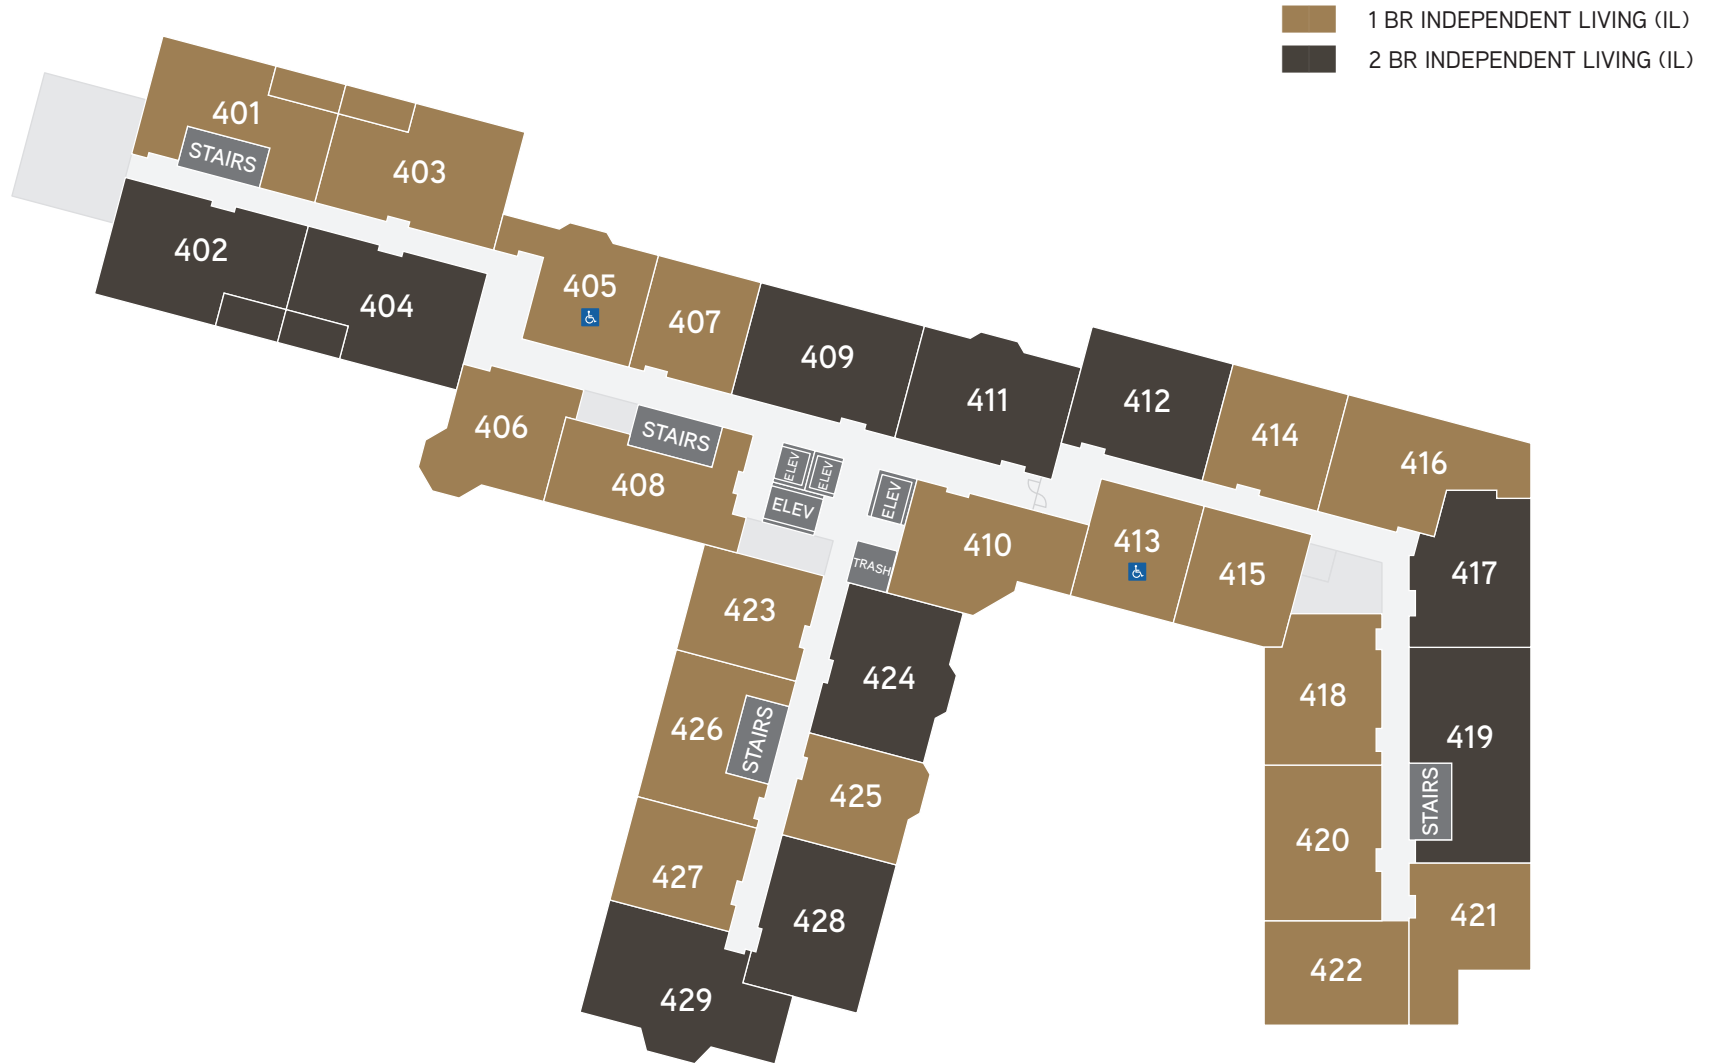 1 BR INDEPENDENT LIVING (IL)
2 BR INDEPENDENT LIVING (IL)
401
STAIRS
403
402
404
405
407
409
411
412
414
416
406
STAIRS
408
ELEV
ELEV
ELEV
ELEV
TRASH
410
413
415
417
423
424
418
419
426
STAIRS
425
STAIRS
420
427
428
421
422
429